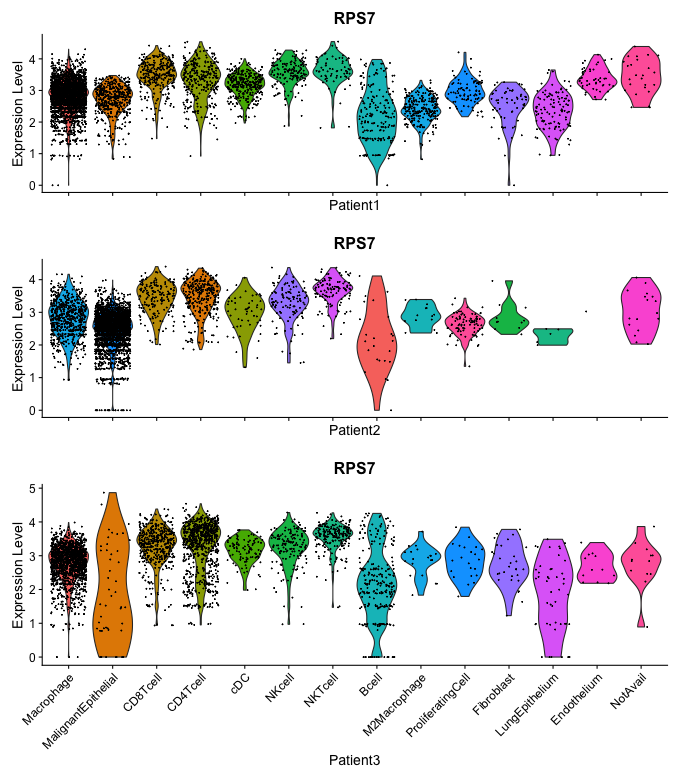 RPS7
Expression Level
4
3
2
1
0
Patient1
RPS7
Expression Level
4
3
2
1
0
Patient2
RPS7
Expression Level
5
4
3
2
1
0
Macrophage
MalignantEpithelial
CD8Tcell
CD4Tcell
cDC
NKcell
NKTcell
Bcell
M2Macrophage
ProliferatingCell
Fibroblast
LungEpithelium
Endothelium
NotAvail
Patient3